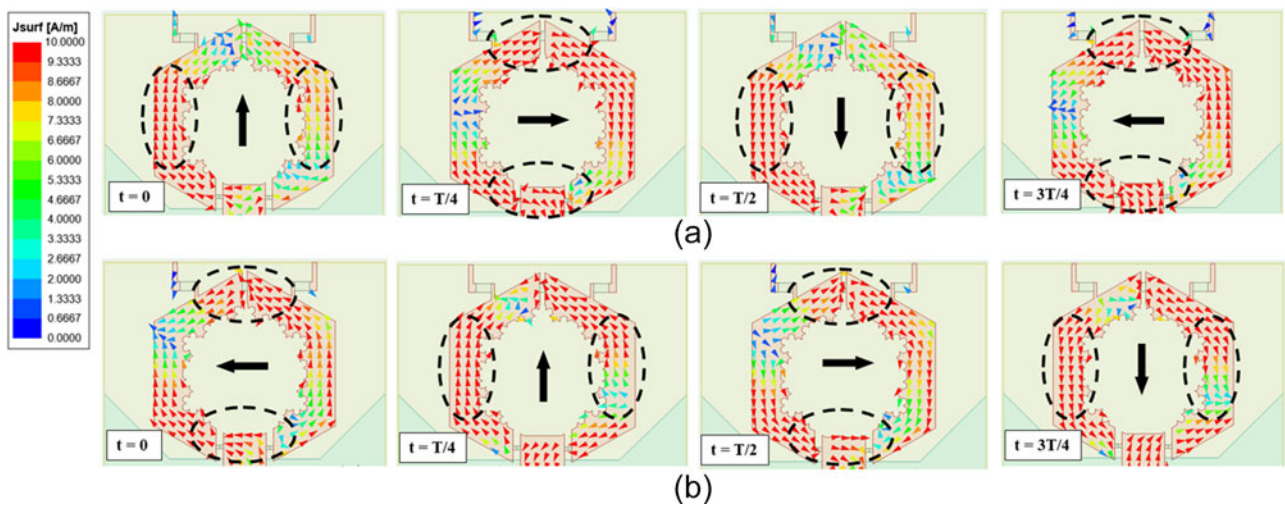 Jsurf [A/m]
10.0000
9.3333
8.6667
8.0000
7.3333
6.6667
6.0000
5.3333
4.6667
4.0000
3.3333
2.6667
2.0000
1.3333
0.6667
0.0000
t = 0
t = T/4
t = T/2
t = 3T/4
(a)
t = 0
t = T/4
t = T/2
t = 3T/4
(b)